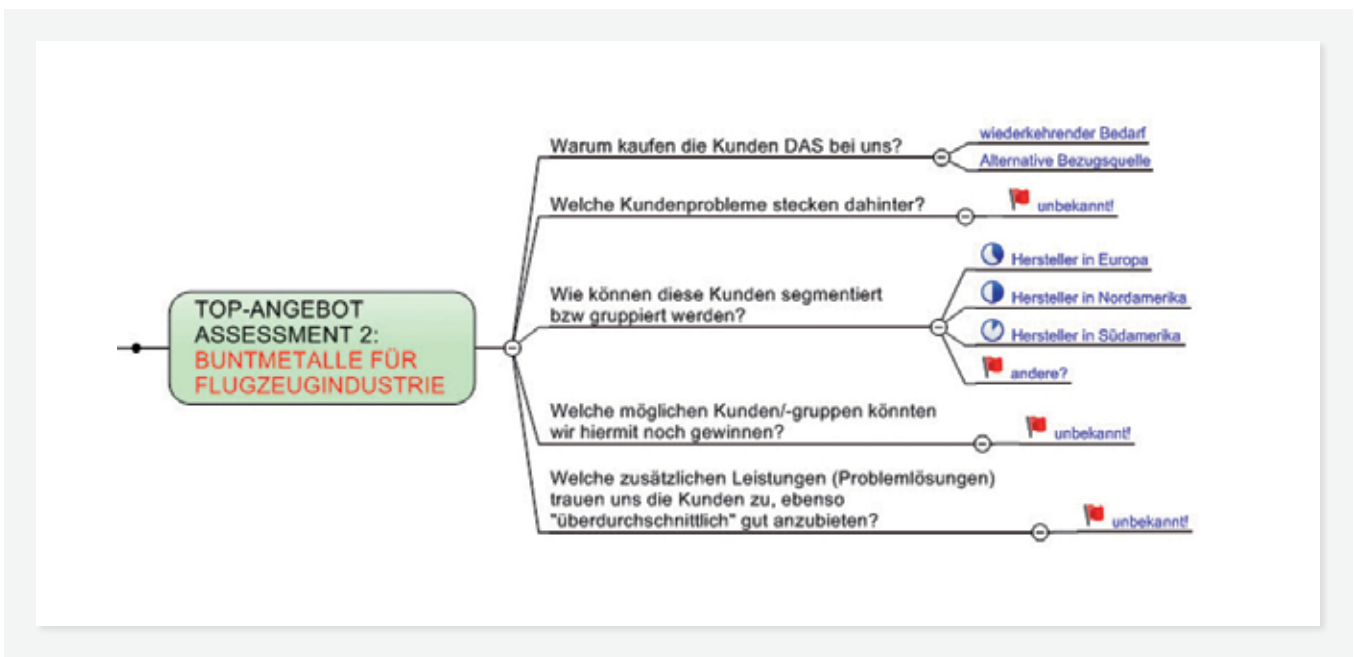 TOP-ANGEBOT
ASSESSMENT 2:
BUNTMETALLE FÜR
FLUGZEUGINDUSTRIE
Warum kaufen die Kunden DAS bei uns?
wiederkehrender Bedarf
Alternative Bezugsquelle
Welche Kundenprobleme stecken dahinter?
unbekannt!
Wie können diese Kunden segmentiert
bzw gruppiert werden?
Hersteller in Europa
Hersteller in Nordamerika
Hersteller in Südamerika
andere?
Welche möglichen Kunden/-gruppen könnten
wir hiermit noch gewinnen?
unbekannt!
Welche zusätzlichen Leistungen (Problemlösungen)
trauen uns die Kunden zu, ebenso
"überdurchschnittlich" gut anzubieten?
unbekannt!